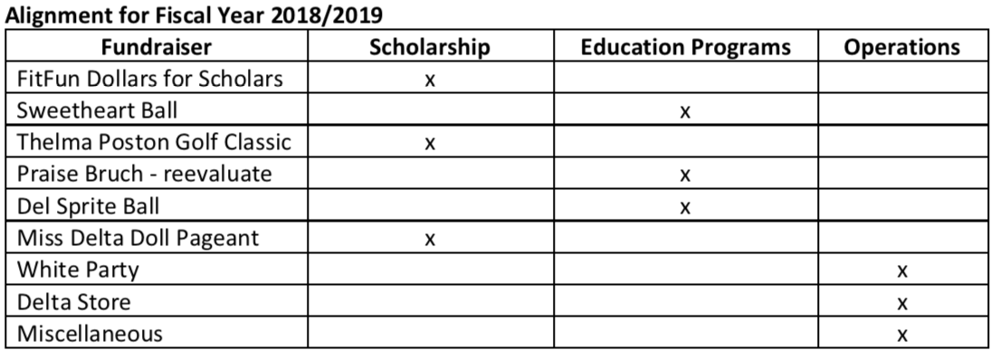 Alignment for Fiscal Year 2018/2019
Fundraiser Scholarship Education Programs Operations
FitFun Dollars for Scholars x
Sweetheart Ball x
Thelma Poston Golf Classic x
Praise Bruch - reevaluate x
Del Sprite Ball x
Miss Delta Doll Pageant x
White Party x
Delta Store x
Miscellaneous x